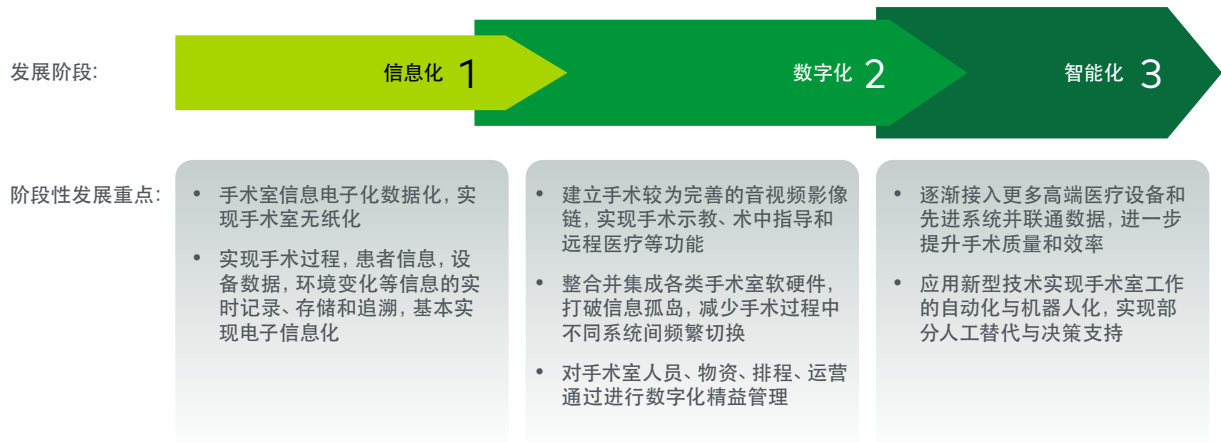 发展阶段:
信息化 1
数字化 2
智能化 3
阶段性发展重点:
• 手术室信息电子化数据化, 实
现手术室无纸化
• 实现手术过程, 患者信息, 设
备数据, 环境变化等信息的实
时记录、存储和追溯, 基本实
现电子信息化
• 建立手术较为完善的音视频影像
链, 实现手术示教、术中指导和
远程医疗等功能
• 整合并集成各类手术室软硬件,
打破信息孤岛, 减少手术过程中
不同系统间频繁切换
• 对手术室人员、物资、排程、运营
通过进行数字化精益管理
• 逐渐接入更多高端医疗设备和
先进系统并联通数据, 进一步
提升手术质量和效率
• 应用新型技术实现手术室工作
的自动化与机器人化, 实现部
分人工替代与决策支持